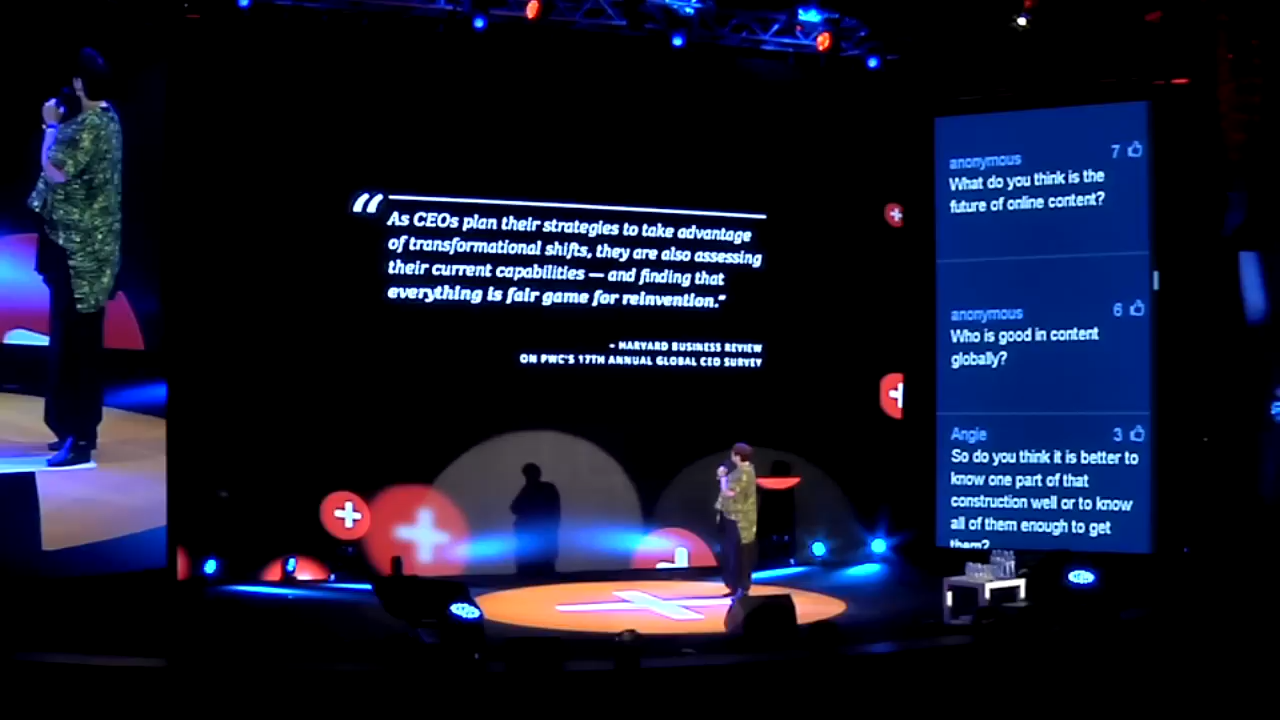 “
As CEOs plan their strategies to take advantage
of transformational shifts, they are also assessing
their current capabilities — and finding that
everything is fair game for reinvention.”
– HARVARD BUSINESS REVIEW
ON PWC'S 17TH ANNUAL GLOBAL CEO SURVEY
anonymous 7
What do you think is the
future of online content?
anonymous 6
Who is good in content
globally?
Angie 3
So do you think it is better to
know one part of that
construction well or to know
all of them enough to get
them?